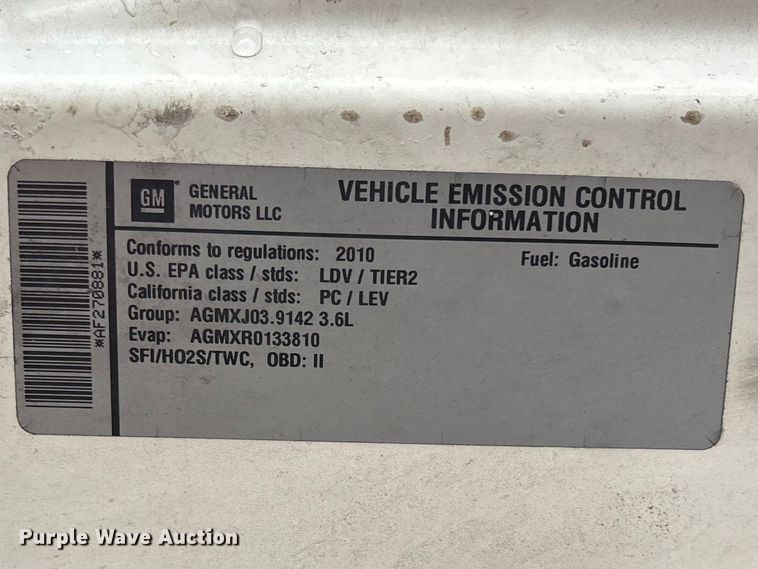 GM
GENERAL
MOTORS LLC
VEHICLE EMISSION CONTROL
INFORMATION
Conforms to regulations: 2010
Fuel: Gasoline
U.S. EPA class / stds: LDV / TIER2
California class / stds: PC / LEV
Group: AGMXJ03.9142 3.6L
Evap: AGMXR0133810
SFI/HO2S/TWC, OBD: II
*AF270881*
Purple Wave Auction